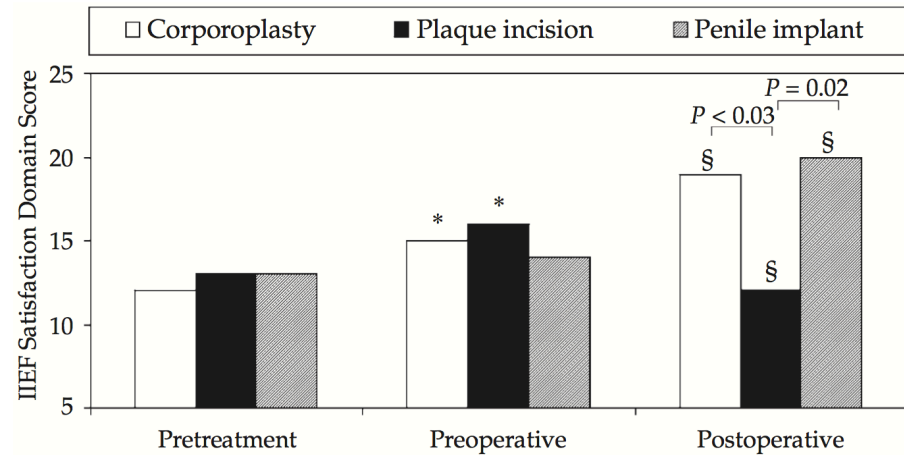 Corporoplasty Plaque incision Penile implant
IIEF Satisfaction Domain Score
25
20
15
10
5
* *
P < 0.03
P = 0.02
§ § §
Pretreatment Preoperative Postoperative